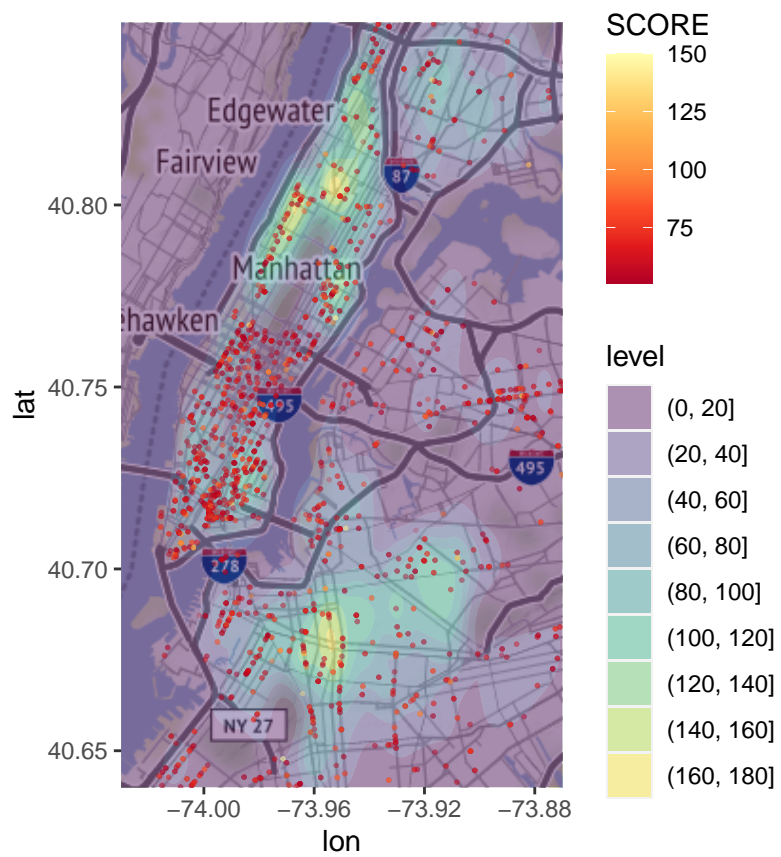 SCORE
150
125
100
75
level
(0, 20]
(20, 40]
(40, 60]
(60, 80]
(80, 100]
(100, 120]
(120, 140]
(140, 160]
(160, 180]
Edgewater
Fairview
87
Manhattan
ehawken
495
495
278
NY 27
40.80
40.75
40.70
40.65
lat
−74.00
−73.96
−73.92
−73.88
lon